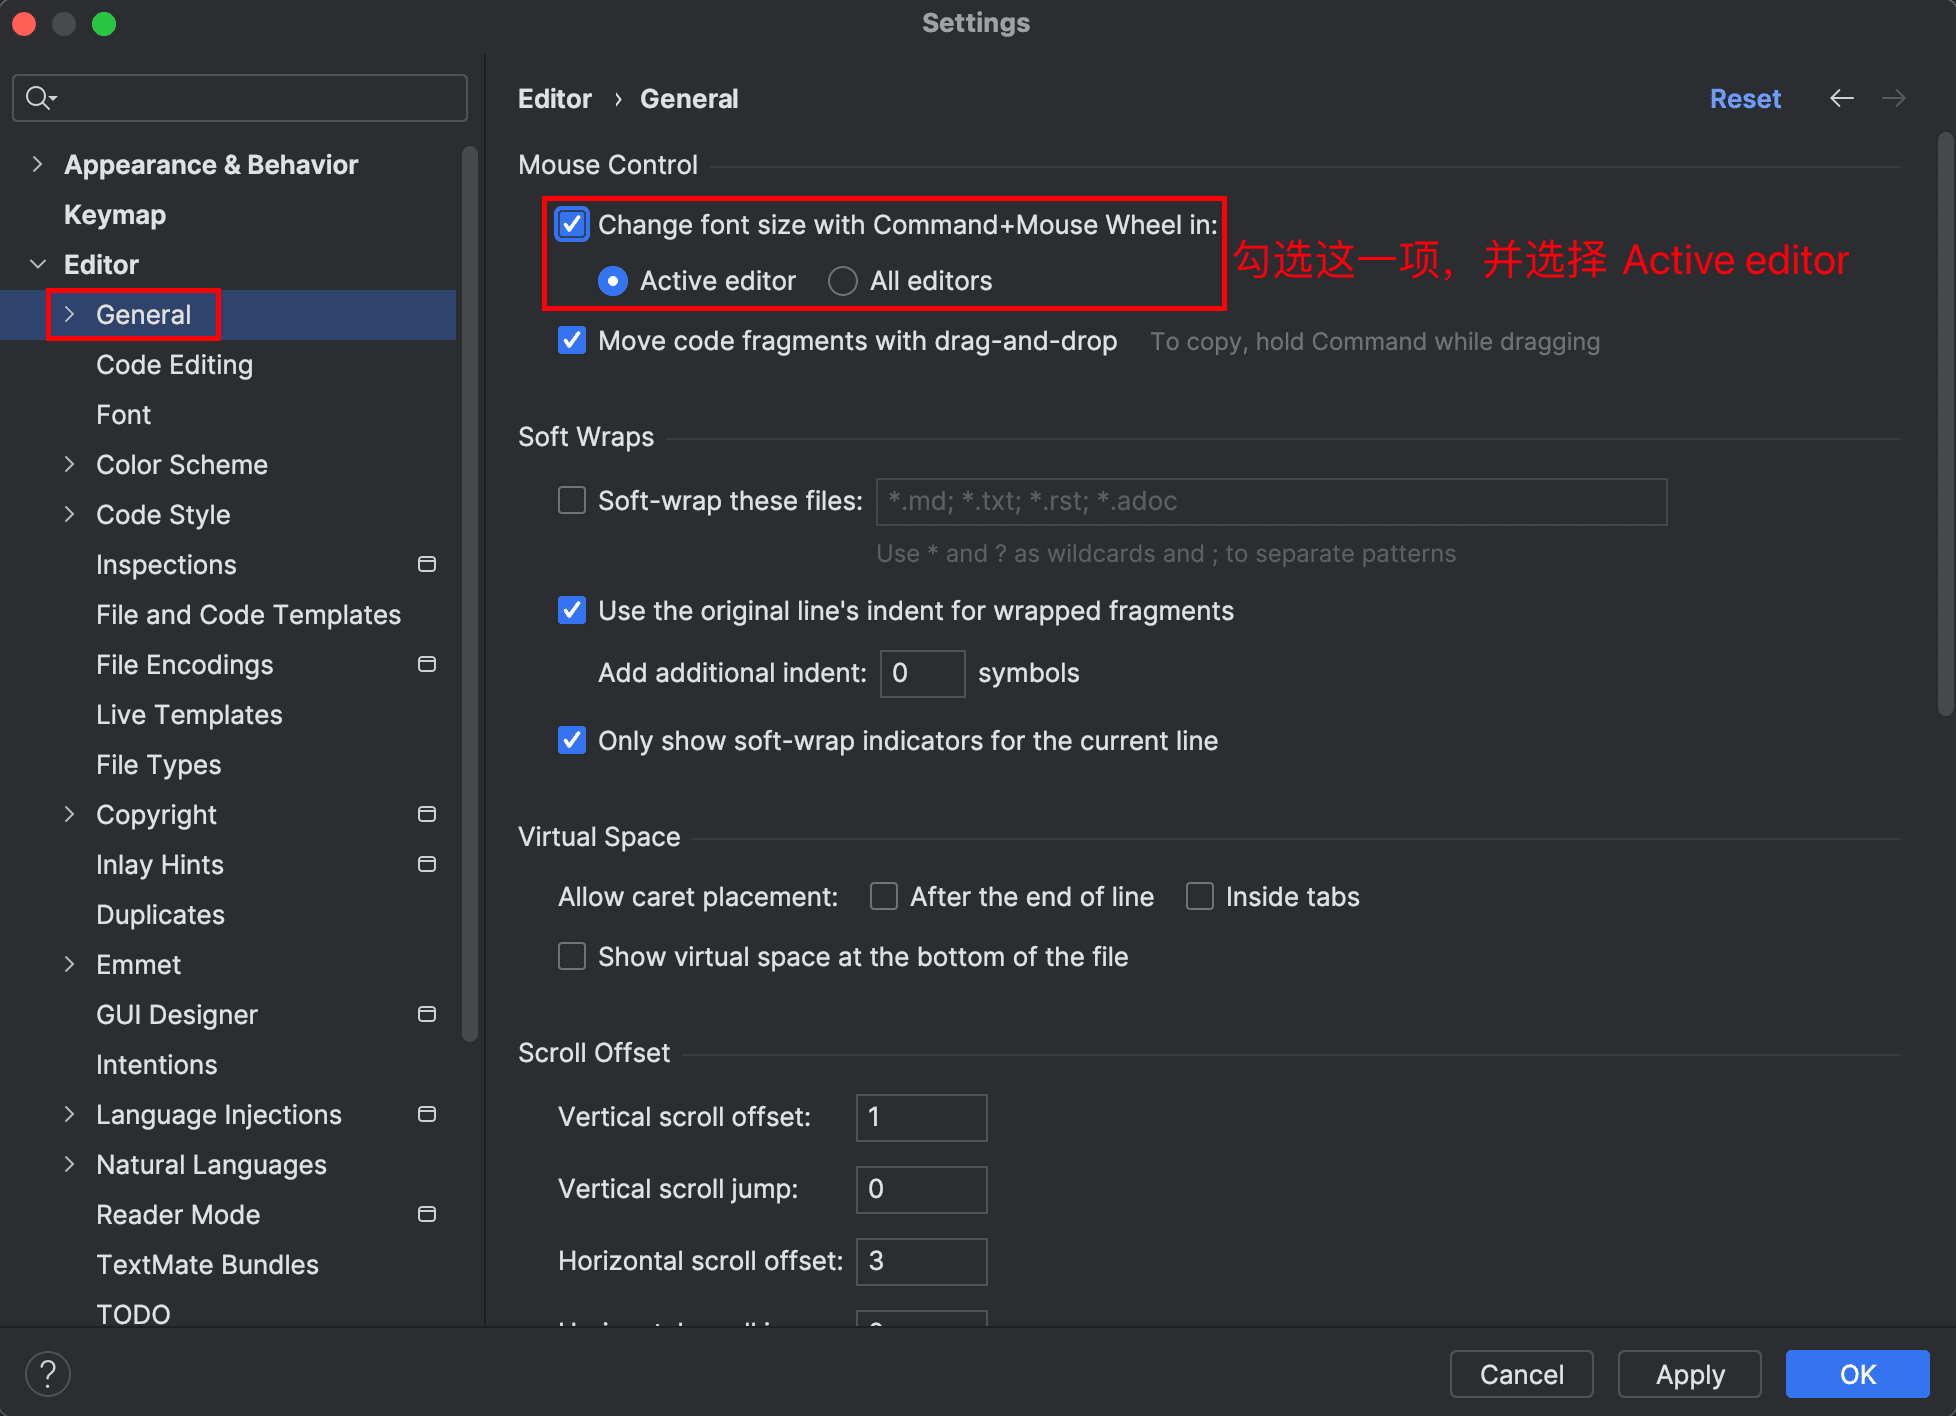 Settings
Appearance & Behavior
Keymap
Editor
General
Code Editing
Font
Color Scheme
Code Style
Inspections
File and Code Templates
File Encodings
Live Templates
File Types
Copyright
Inlay Hints
Duplicates
Emmet
GUI Designer
Intentions
Language Injections
Natural Languages
Reader Mode
TextMate Bundles
TODO
Editor › General
Reset
Mouse Control
Change font size with Command+Mouse Wheel in:
Active editor All editors
勾选这一项，并选择 Active editor
Move code fragments with drag-and-drop To copy, hold Command while dragging
Soft Wraps
Soft-wrap these files: *.md; *.txt; *.rst; *.adoc
Use * and ? as wildcards and ; to separate patterns
Use the original line's indent for wrapped fragments
Add additional indent: 0 symbols
Only show soft-wrap indicators for the current line
Virtual Space
Allow caret placement: After the end of line Inside tabs
Show virtual space at the bottom of the file
Scroll Offset
Vertical scroll offset: 1
Vertical scroll jump: 0
Horizontal scroll offset: 3
? Cancel Apply OK